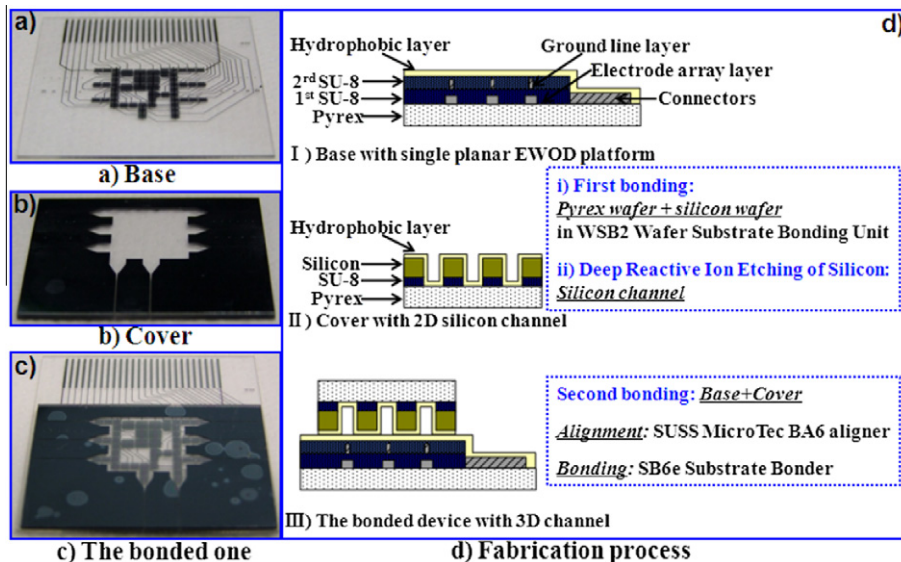 a)
a) Base
b)
b) Cover
c)
c) The bonded one
d)
Hydrophobic layer
Ground line layer
Electrode array layer
2rd SU-8
1st SU-8
Connectors
Pyrex
Ⅰ) Base with single planar EWOD platform
Hydrophobic layer
Silicon
SU-8
Pyrex
Ⅱ) Cover with 2D silicon channel
i) First bonding:
Pyrex wafer + silicon wafer
in WSB2 Wafer Substrate Bonding Unit
ii) Deep Reactive Ion Etching of Silicon:
Silicon channel
Second bonding: Base+Cover
Alignment: SUSS MicroTec BA6 aligner
Bonding: SB6e Substrate Bonder
Ⅲ) The bonded device with 3D channel
d) Fabrication process